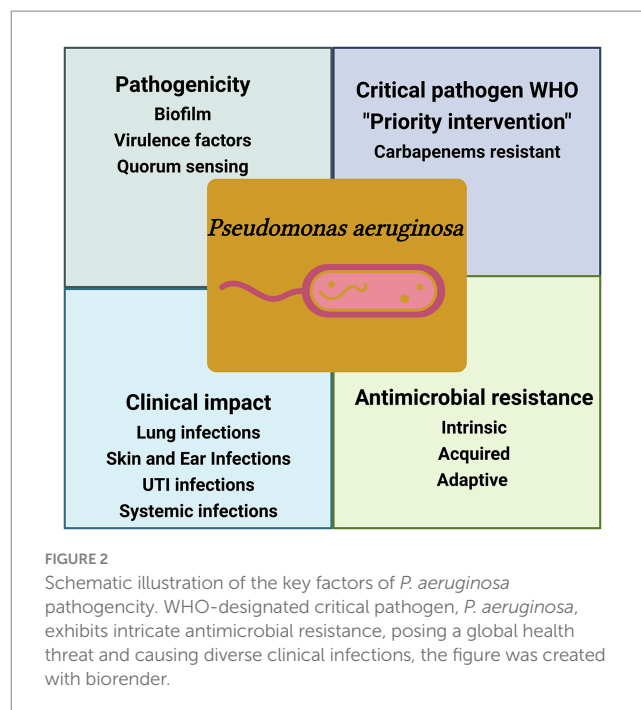 Pathogenicity
Biofilm
Virulence factors
Quorum sensing
Critical pathogen WHO
"Priority intervention"
Carbapenems resistant
Pseudomonas aeruginosa
Clinical impact
Lung infections
Skin and Ear Infections
UTI infections
Systemic infections
Antimicrobial resistance
Intrinsic
Acquired
Adaptive
FIGURE 2
Schematic illustration of the key factors of P. aeruginosa
pathogencity. WHO-designated critical pathogen, P. aeruginosa,
exhibits intricate antimicrobial resistance, posing a global health
threat and causing diverse clinical infections, the figure was created
with biorender.